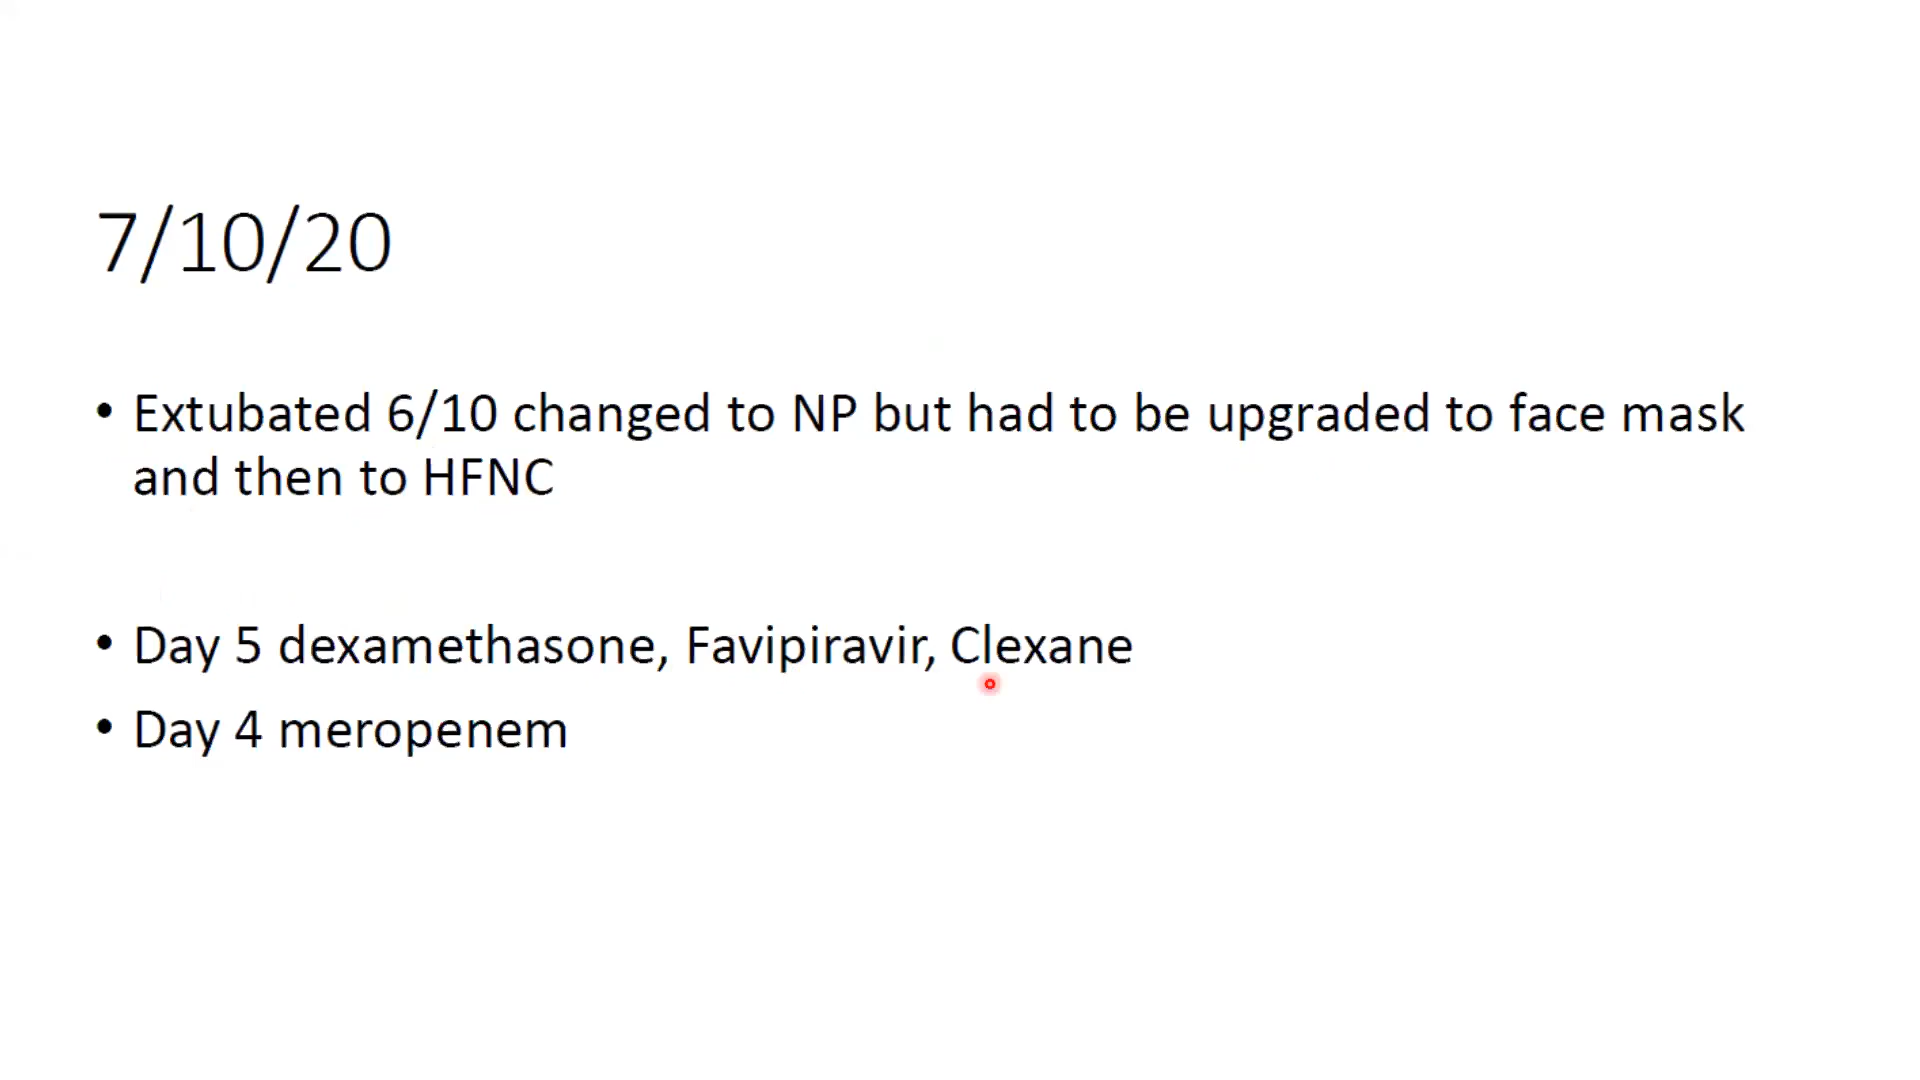 7/10/20
• Extubated 6/10 changed to NP but had to be upgraded to face mask
and then to HFNC
• Day 5 dexamethasone, Favipiravir, Clexane
• Day 4 meropenem